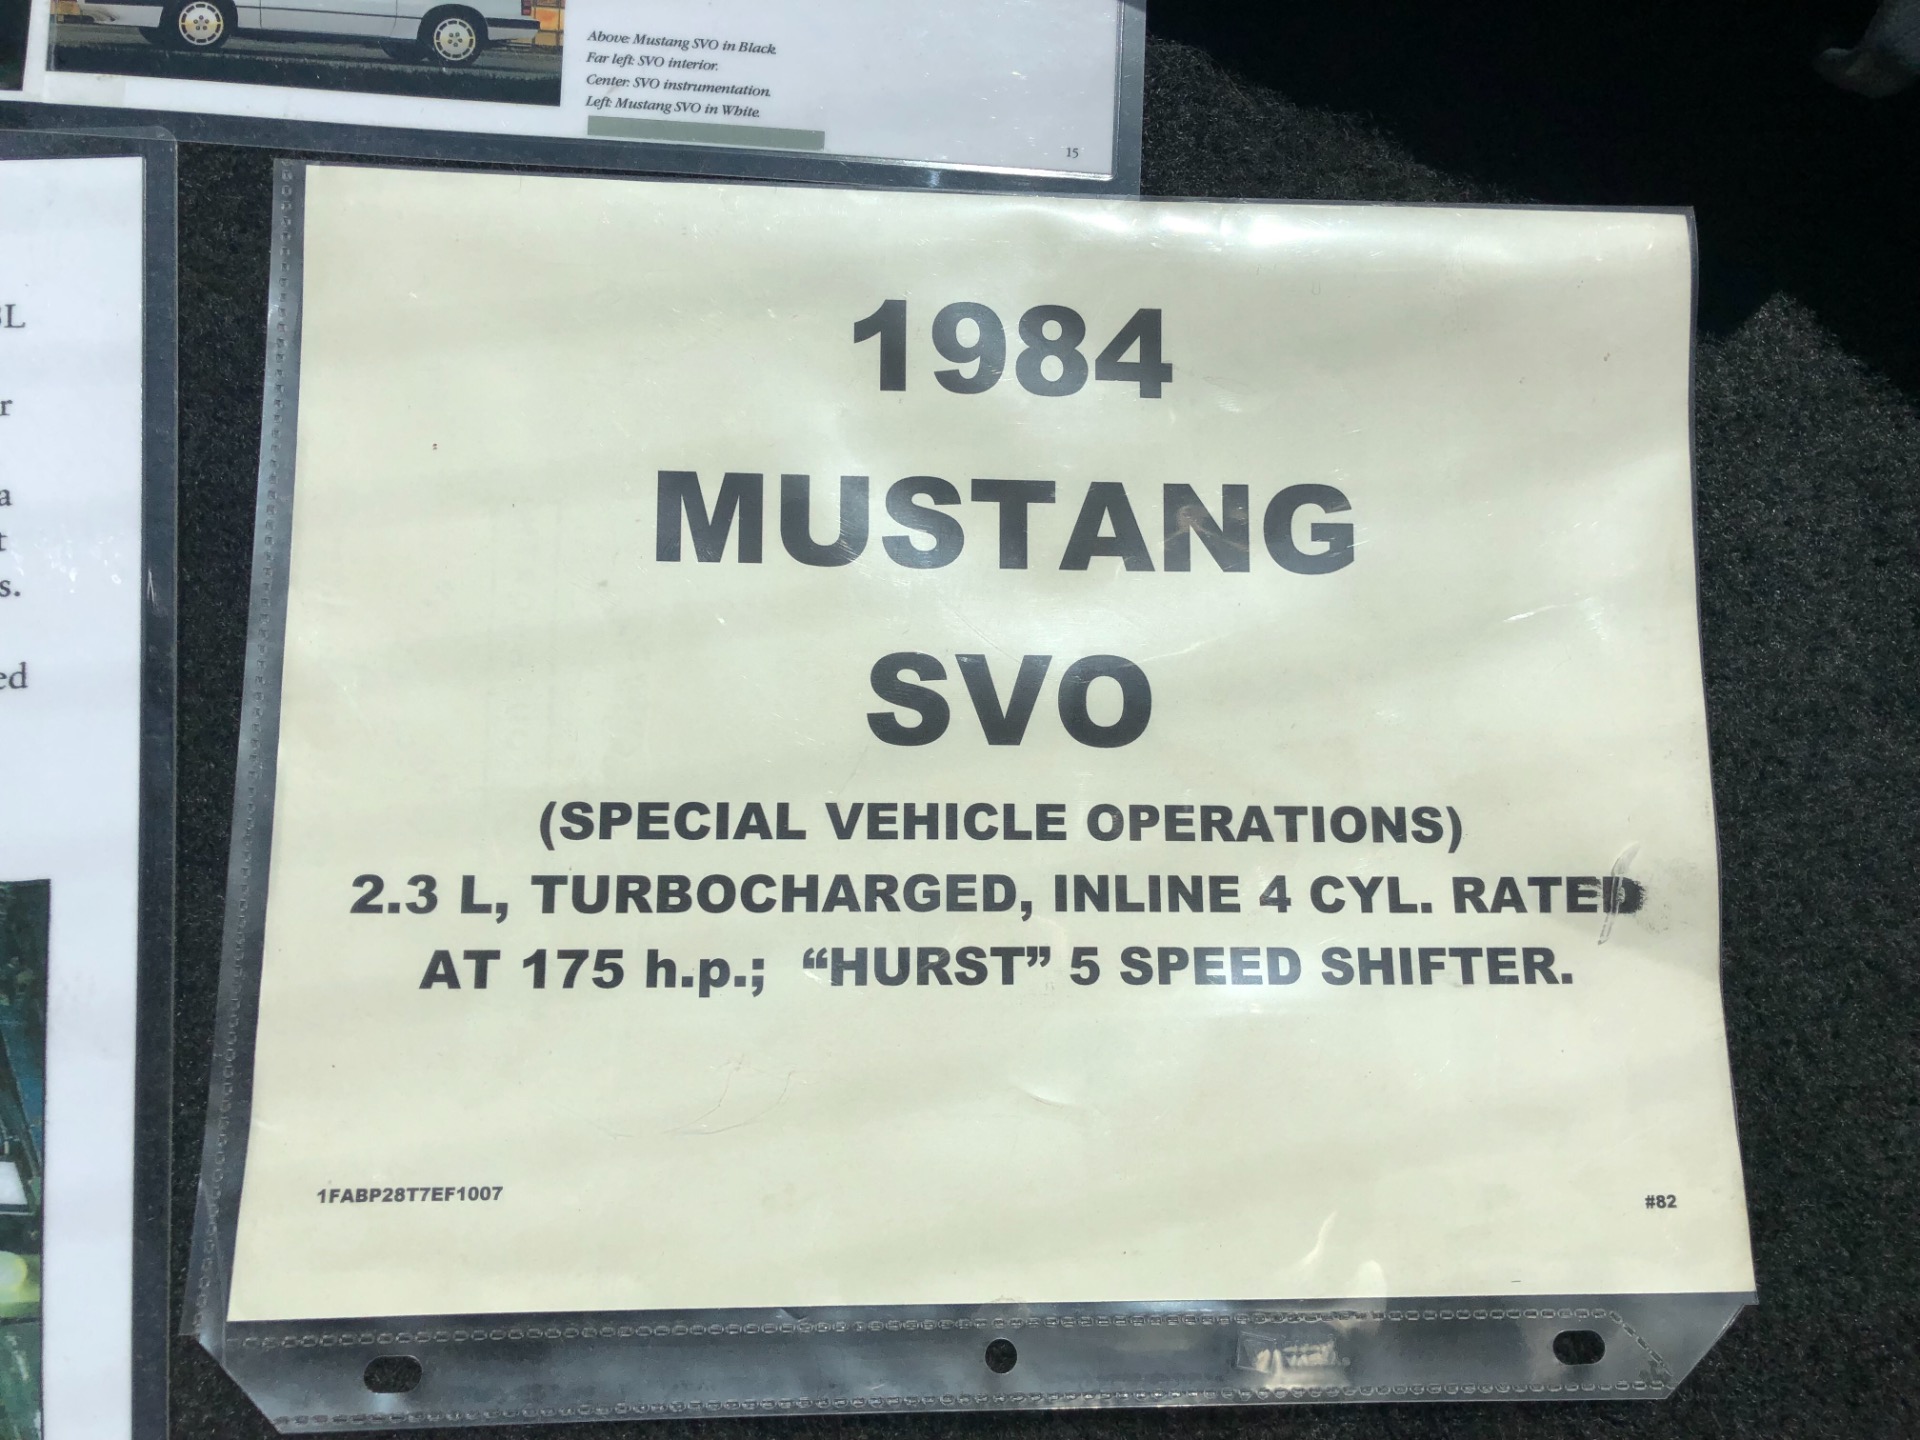 Above: Mustang SVO in Black.
Far left: SVO interior.
Center: SVO instrumentation.
Left: Mustang SVO in White.
15
L
r
a
t
s.
ed
1984
MUSTANG
SVO
(SPECIAL VEHICLE OPERATIONS)
2.3 L, TURBOCHARGED, INLINE 4 CYL. RATED
AT 175 h.p.; “HURST” 5 SPEED SHIFTER.
1FABP28T7EF1007
#82